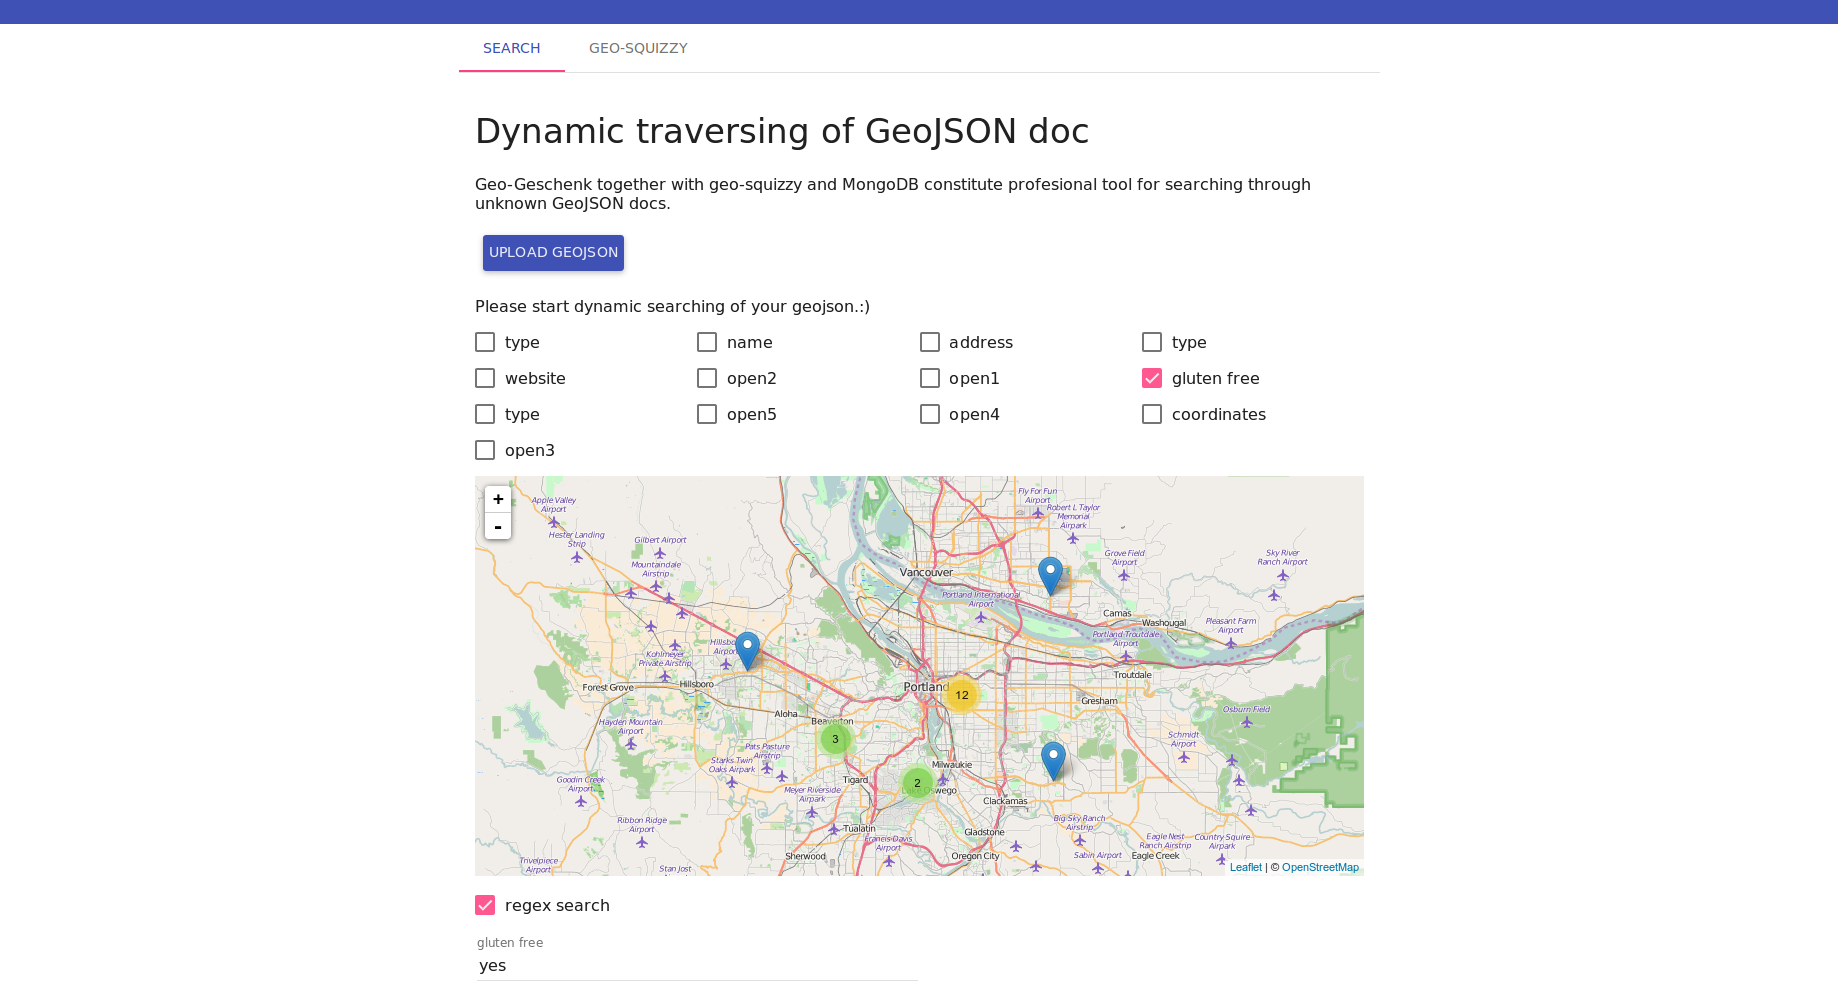 SEARCH
GEO-SQUIZZY
Dynamic traversing of GeoJSON doc
Geo-Geschenk together with geo-squizzy and MongoDB constitute profesional tool for searching through
unknown GeoJSON docs.
UPLOAD GEOJSON
Please start dynamic searching of your geojson.:)
type
name
address
type
website
open2
open1
gluten free
type
open5
open4
coordinates
open3
+
-
Apple Valley
Airport
Hester Landing
Strip
Gilbert Airport
Mountaindale
Airstrip
Fly For Fun
Airport
Robert L Taylor
Memorial
Airpark
Grove Field
Airport
Sky River
Ranch Airport
Vancouver
Portland International
Airport
Camas
Washougal
Pleasant Farm
Airport
Portland Troutdale
Airport
Troutdale
Kohlmeyer
Private Airstrip
Forest Grove
Hillsboro
Portland
12
Gresham
Osburn Field
Hayden Mountain
Airport
Aloha
Beaverton
3
Schmidt
Airport
Pats Pasture
Airstrip
Starks Twin
Oaks Airpark
Milwaukie
Tigard
2
Goodin Creek
Airport
Meyer Riverside
Airpark
Clackamas
Ribbon Ridge
Airport
Tualatin
Francis Davis
Airport
Gladstone
Big Sky Ranch
Airstrip
Eagle Nest
Ranch Airstrip
Country Squire
Airpark
Trivelpiece
Airport
Stan Jost
Sherwood
Oregon City
Sabin Airport
Eagle Creek
Leaflet | © OpenStreetMap
regex search
gluten free
yes